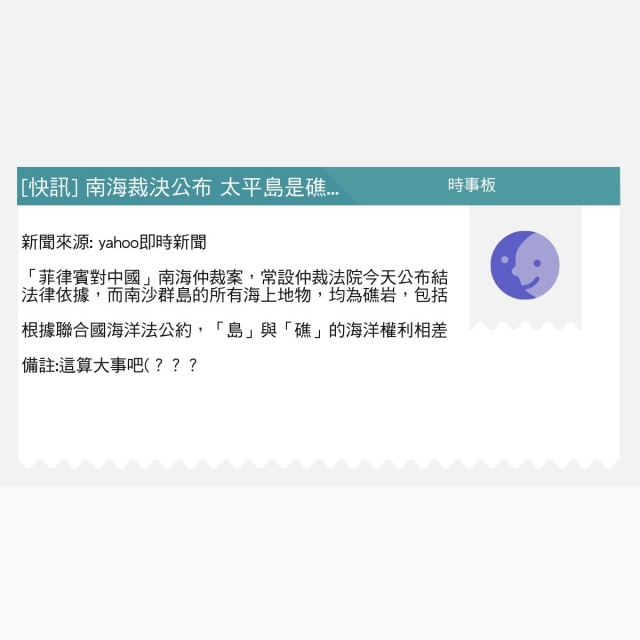 [快訊] 南海裁決公布 太平島是礁...
時事板
新聞來源: yahoo即時新聞
「菲律賓對中國」南海仲裁案，常設仲裁法院今天公布結
法律依據，而南沙群島的所有海上地物，均為礁岩，包括
根據聯合國海洋法公約，「島」與「礁」的海洋權利相差
備註:這算大事吧(？？？